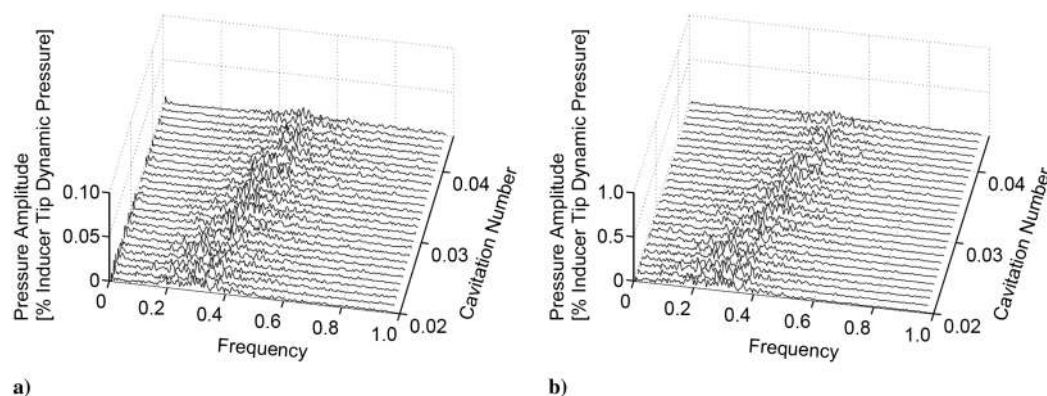 Pressure Amplitude
[% Inducer Tip Dynamic Pressure]
0.10
0.05
0
0
0.2
0.4
0.6
0.8
1.0
Frequency
0.02
0.03
0.04
Cavitation Number
a)
Pressure Amplitude
[% Inducer Tip Dynamic Pressure]
1.0
0.5
0
0
0.2
0.4
0.6
0.8
1.0
Frequency
0.02
0.03
0.04
Cavitation Number
b)